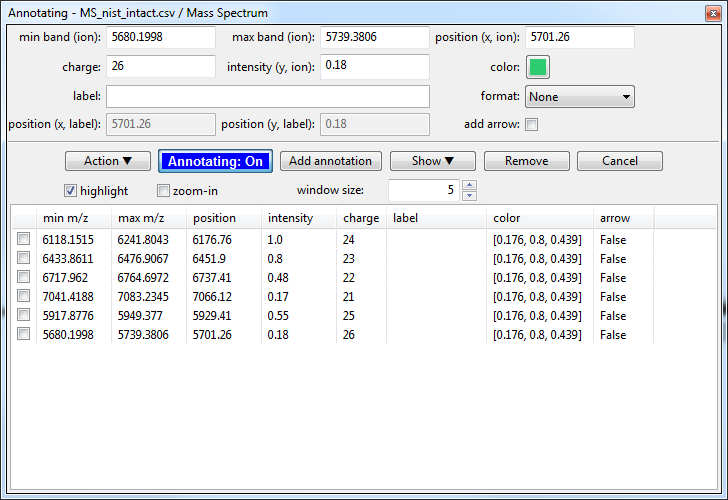 Annotating - MS_nist_intact.csv / Mass Spectrum
min band (ion): 5680.1998 max band (ion): 5739.3806 position (x, ion): 5701.26
charge: 26 intensity (y, ion): 0.18 color:
label: format: None
position (x, label): 5701.26 position (y, label): 0.18 add arrow:
Action ▼ Annotating: On Add annotation Show ▼ Remove Cancel
highlight zoom-in window size: 5
min m/z max m/z position intensity charge label color arrow
6118.1515 6241.8043 6176.76 1.0 24 [0.176, 0.8, 0.439] False
6433.8611 6476.9067 6451.9 0.8 23 [0.176, 0.8, 0.439] False
6717.962 6764.6972 6737.41 0.48 22 [0.176, 0.8, 0.439] False
7041.4188 7083.2345 7066.12 0.17 21 [0.176, 0.8, 0.439] False
5917.8776 5949.377 5929.41 0.55 25 [0.176, 0.8, 0.439] False
5680.1998 5739.3806 5701.26 0.18 26 [0.176, 0.8, 0.439] False